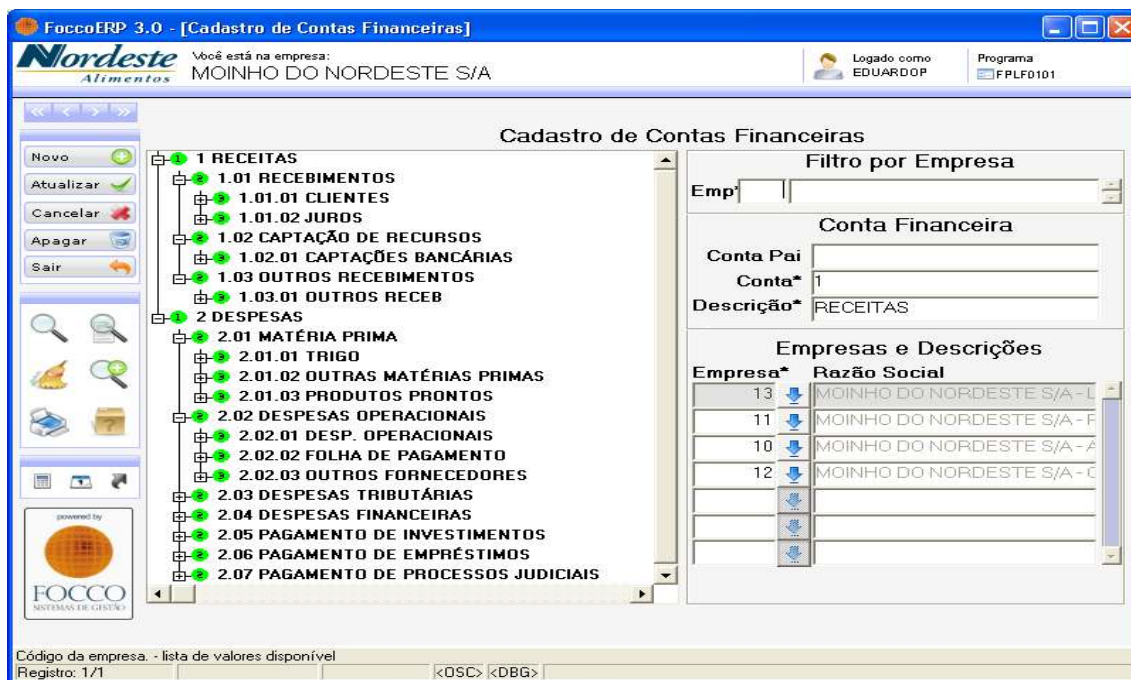 FoccoERP 3.0 - [Cadastro de Contas Financeiras]
Nordeste
Alimentos
Você está na empresa:
MOINHO DO NORDESTE S/A
Logado como
EDUARDOP
Programa
FPLF0101
Cadastro de Contas Financeiras
Novo
Atualizar
Cancelar
Apagar
Sair
1 RECEITAS
1.01 RECEBIMENTOS
1.01.01 CLIENTES
1.01.02 JUROS
1.02 CAPTAÇÃO DE RECURSOS
1.02.01 CAPTAÇÕES BANCÁRIAS
1.03 OUTROS RECEBIMENTOS
1.03.01 OUTROS RECEB
2 DESPESAS
2.01 MATÉRIA PRIMA
2.01.01 TRIGO
2.01.02 OUTRAS MATÉRIAS PRIMAS
2.01.03 PRODUTOS PRONTOS
2.02 DESPESAS OPERACIONAIS
2.02.01 DESP. OPERACIONAIS
2.02.02 FOLHA DE PAGAMENTO
2.02.03 OUTROS FORNECEDORES
2.03 DESPESAS TRIBUTÁRIAS
2.04 DESPESAS FINANCEIRAS
2.05 PAGAMENTO DE INVESTIMENTOS
2.06 PAGAMENTO DE EMPRÉSTIMOS
2.07 PAGAMENTO DE PROCESSOS JUDICIAIS
Filtro por Empresa
Emp*
Conta Financeira
Conta Pai
Conta* 1
Descrição* RECEITAS
Empresas e Descrições
Empresa* Razão Social
13 MOINHO DO NORDESTE S/A - L
11 MOINHO DO NORDESTE S/A - F
10 MOINHO DO NORDESTE S/A - A
12 MOINHO DO NORDESTE S/A - C
powered by
FOCCO
SISTEMAS DE GESTÃO
Código da empresa. - lista de valores disponível
Registro: 1/1 <OSC> <DBG>